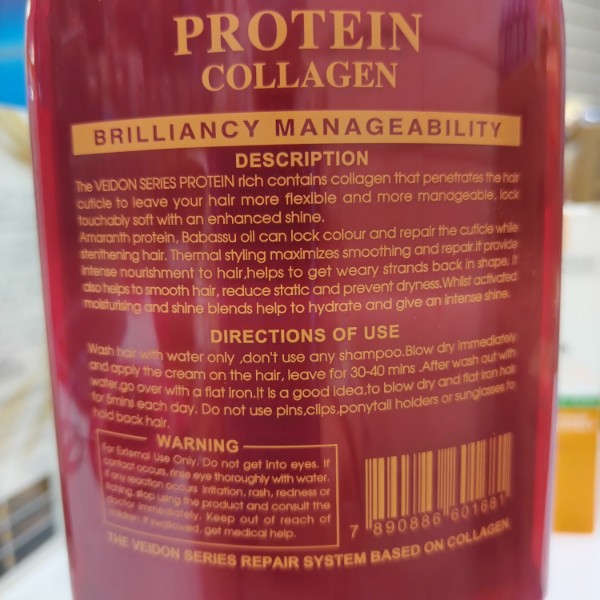 PROTEIN
COLLAGEN
BRILLIANCY MANAGEABILITY
DESCRIPTION
The VEIDON SERIES PROTEIN rich contains collagen that penetrates the hair
cuticle to leave your hair more flexible and more manageable, lock
touchably soft with an enhanced shine.
Amaranth protein, Babassu oil can lock colour and repair the cuticle while
stenthening hair. Thermal styling maximizes smoothing and repair.It provide
intense nourishment to hair,helps to get weary strands back in shape. It
also helps to smooth hair, reduce static and prevent dryness.Whilst activated
moisturising and shine blends help to hydrate and give an intense shine.
DIRECTIONS OF USE
Wash hair with water only ,don't use any shampoo.Blow dry immediately
and apply the cream on the hair, leave for 30-40 mins .After wash out with
water,go over with a flat iron.It is a good idea.to blow dry and flat iron hair
for 5mins each day. Do not use pins,clips,ponytail holders or sunglasses to
hold back hair.
WARNING
For External Use Only. Do not get into eyes. If
contact occurs, rinse eye thoroughly with water.
If any reaction occurs irritation, rash, redness or
itching, stop using the product and consult the
doctor immediately. Keep out of reach of
children. If swallowed, get medical help.
7 890886 601681
THE VEIDON SERIES REPAIR SYSTEM BASED ON COLLAGEN